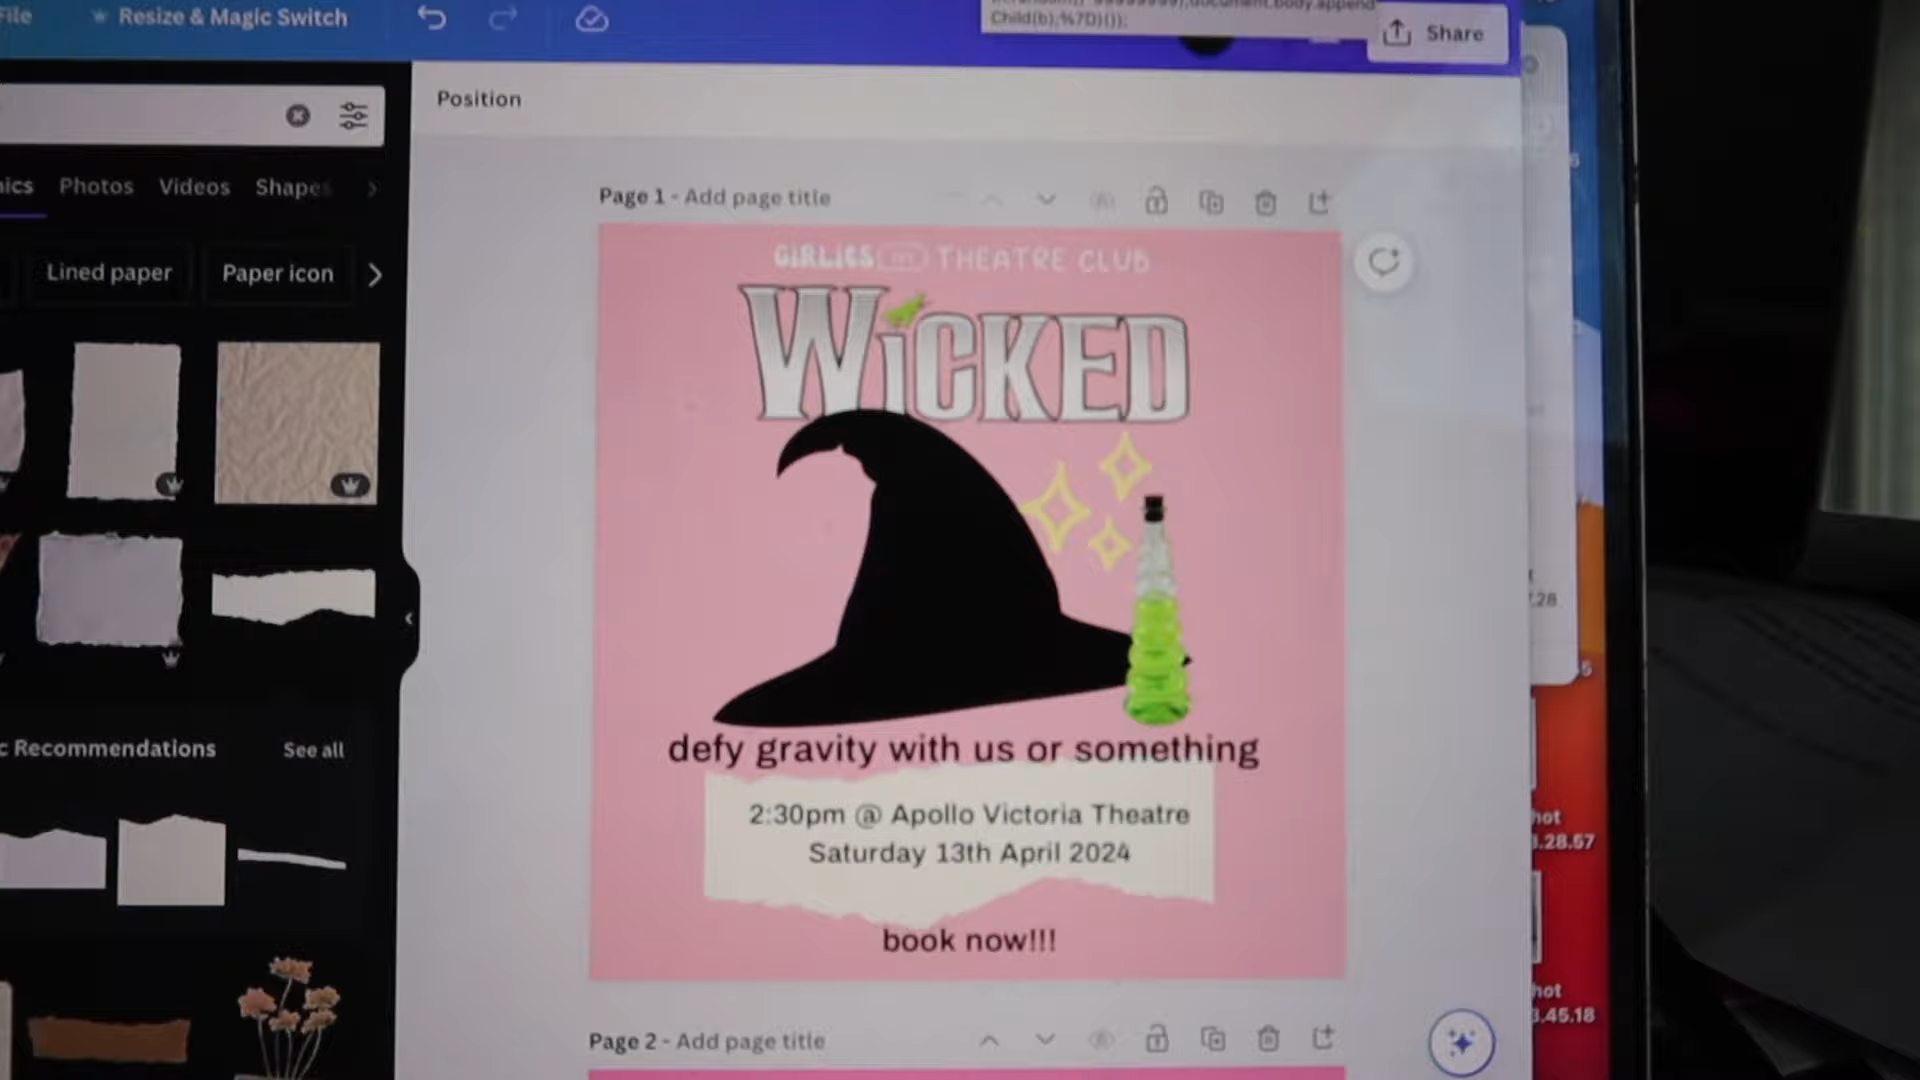 File
Resize & Magic Switch
Child(b);%7D)());
Share
Position
Photos
Videos
Shapes
Page 1 - Add page title
Lined paper
Paper icon
GiRLiES
THEATRE CLUB
WiCKED
defy gravity with us or something
2:30pm @ Apollo Victoria Theatre
Saturday 13th April 2024
book now!!!
Recommendations
See all
Page 2 - Add page title